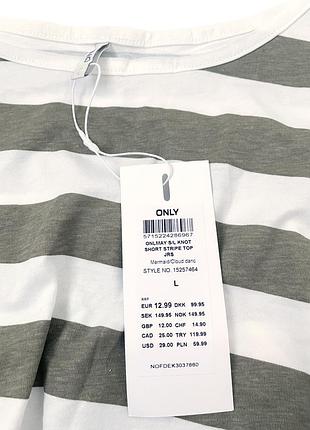 ONLY
5715224286967
ONLMAY S/L KNOT
SHORT STRIPE TOP
JRS
Mermaid/Cloud danc
STYLE NO. 15257464
L
RRP
EUR 12.99 DKK 99.95
SEK 149.95 NOK 149.95
GBP 12.00 CHF 14.90
CAD 25.00 TRY 119.99
USD 29.00 PLN 59.99
NOFDEK3037860